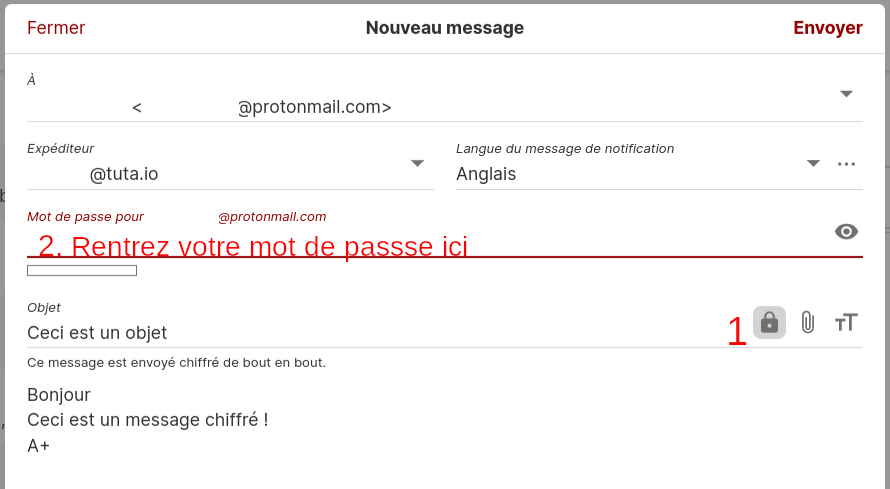 Fermer Nouveau message Envoyer
À
< @protonmail.com>
Expéditeur Langue du message de notification
@tuta.io Anglais ...
Mot de passe pour @protonmail.com
2. Rentrez votre mot de passse ici
Objet
Ceci est un objet 1 TT
Ce message est envoyé chiffré de bout en bout.
Bonjour
Ceci est un message chiffré !
A+